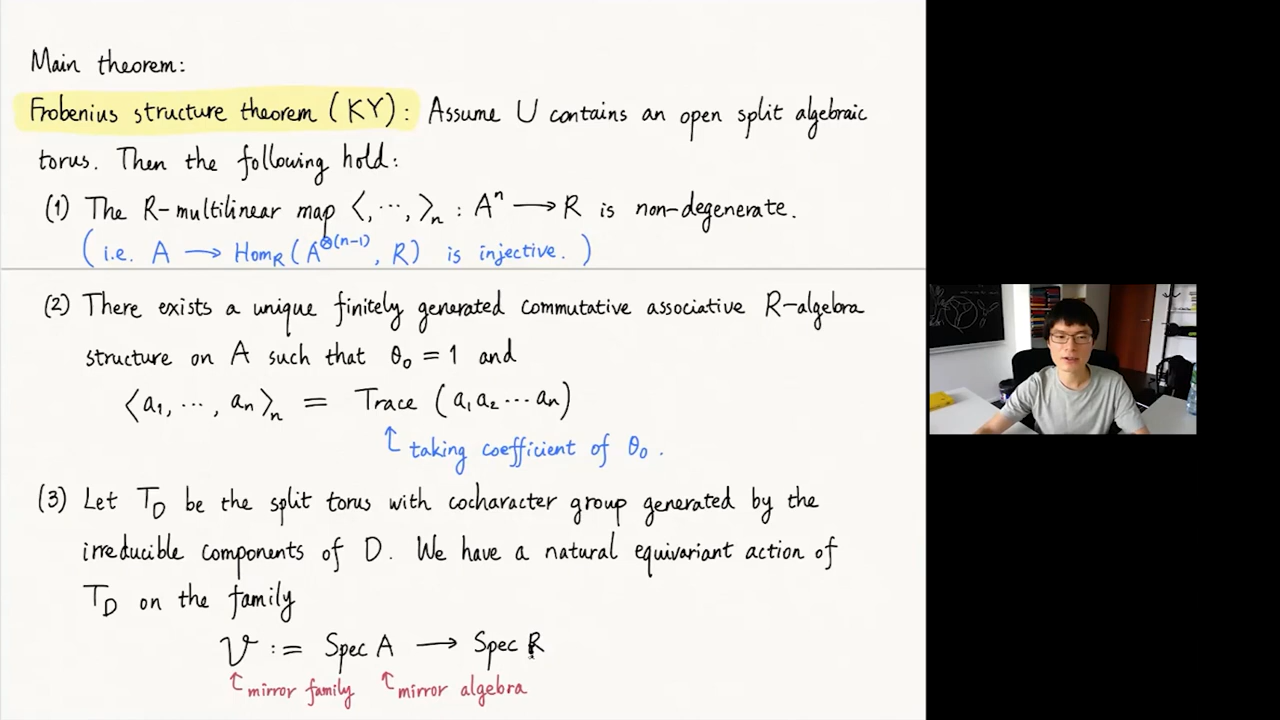 Main theorem:
Frobenius structure theorem (KY): Assume U contains an open split algebraic
torus. Then the following hold:
(1) The R-multilinear map ⟨,⋯,⟩ₙ : Aⁿ ⟶ R is non-degenerate.
(i.e. A ⟶ Hom_R(A^{⊗(n-1)}, R) is injective.)
(2) There exists a unique finitely generated commutative associative R-algebra
structure on A such that θ₀ = 1 and
⟨a₁, ⋯, aₙ⟩ₙ = Trace (a₁a₂⋯aₙ)
↑ taking coefficient of θ₀.
(3) Let T_D be the split torus with cocharacter group generated by the
irreducible components of D. We have a natural equivariant action of
T_D on the family
𝒱 := Spec A ⟶ Spec R
↑ mirror family ↑ mirror algebra